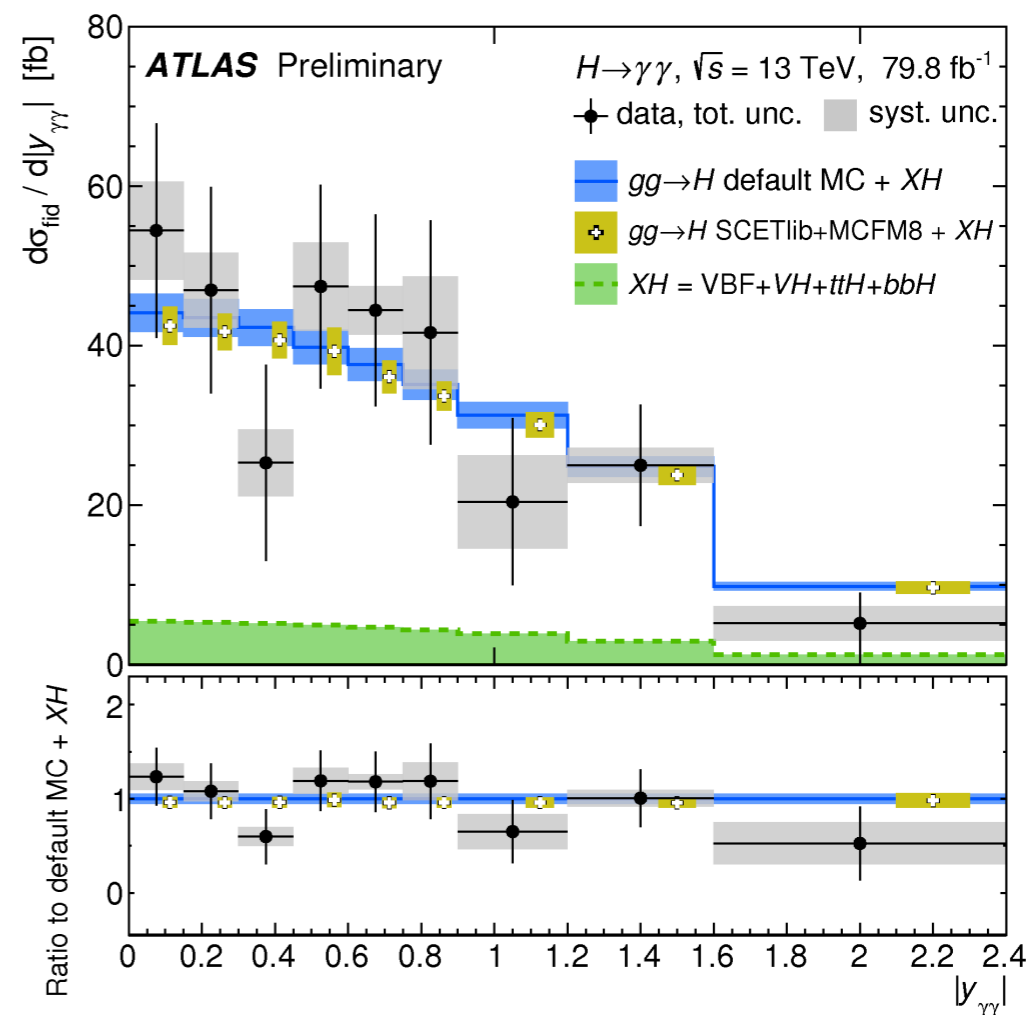 ATLAS Preliminary
H→γγ, √s = 13 TeV, 79.8 fb⁻¹
data, tot. unc. syst. unc.
gg→H default MC + XH
gg→H SCETlib+MCFM8 + XH
XH = VBF+VH+ttH+bbH
dσ_fid / d|y_γγ| [fb]
80
60
40
20
0
Ratio to default MC + XH
2
1
0
0 0.2 0.4 0.6 0.8 1 1.2 1.4 1.6 1.8 2 2.2 2.4
|y_γγ|